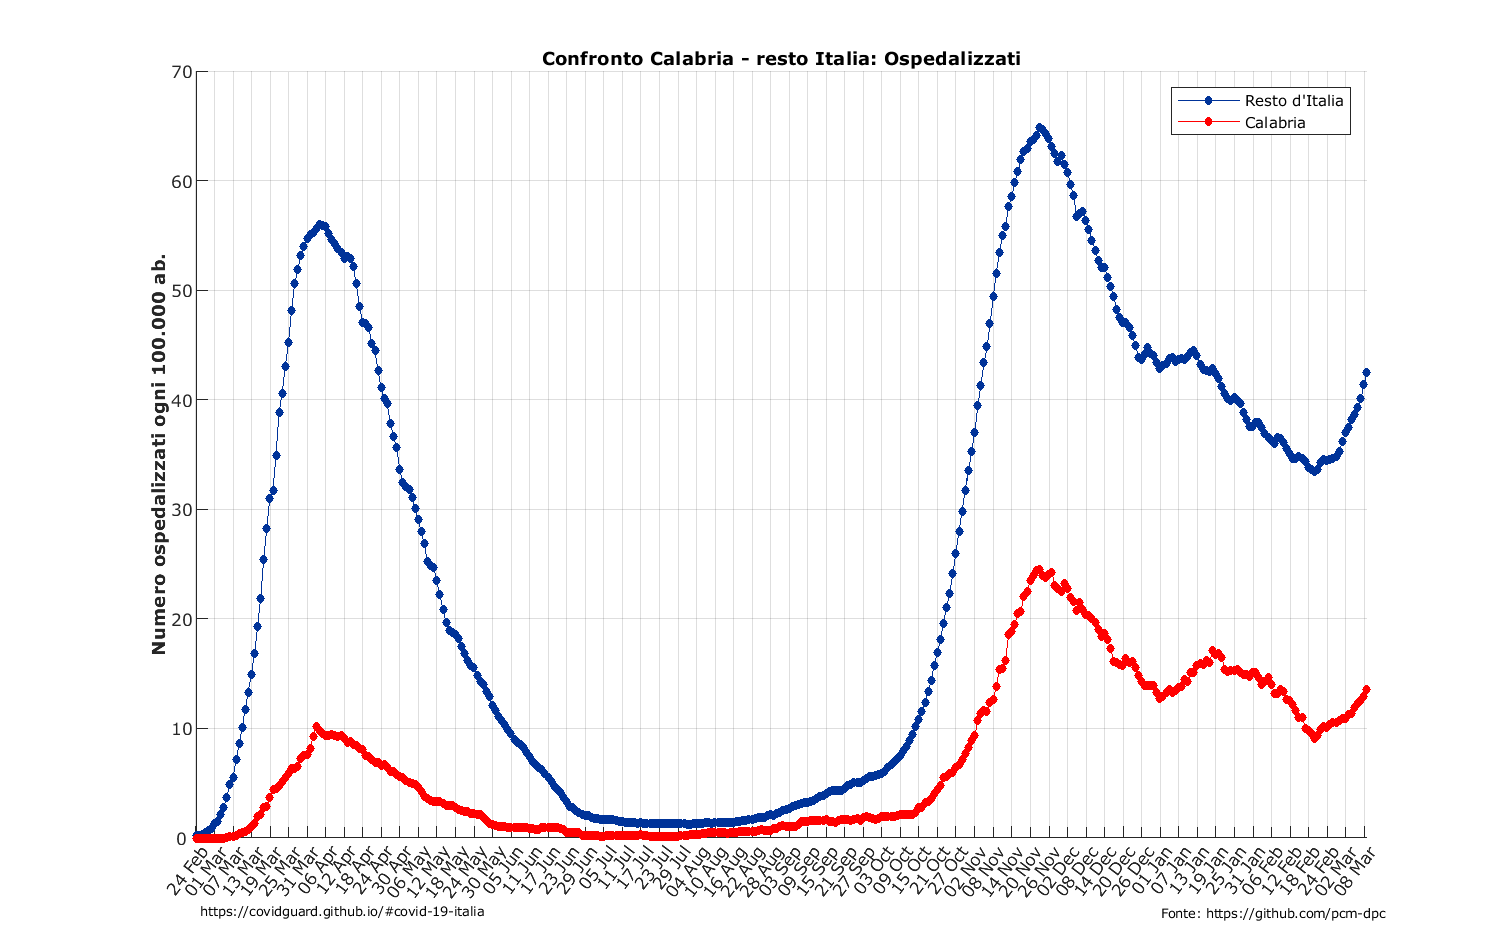 Confronto Calabria - resto Italia: Ospedalizzati
70
60
50
40
30
20
10
0
Numero ospedalizzati ogni 100.000 ab.
Resto d'Italia
Calabria
24 Feb
01 Mar
07 Mar
13 Mar
19 Mar
25 Mar
31 Mar
06 Apr
12 Apr
18 Apr
24 Apr
30 Apr
06 May
12 May
18 May
24 May
30 May
05 Jun
11 Jun
17 Jun
23 Jun
29 Jun
05 Jul
11 Jul
17 Jul
23 Jul
29 Jul
04 Aug
10 Aug
16 Aug
22 Aug
28 Aug
03 Sep
09 Sep
15 Sep
21 Sep
27 Sep
03 Oct
09 Oct
15 Oct
21 Oct
27 Oct
02 Nov
08 Nov
14 Nov
20 Nov
26 Nov
02 Dec
08 Dec
14 Dec
20 Dec
26 Dec
01 Jan
07 Jan
13 Jan
19 Jan
25 Jan
31 Jan
06 Feb
12 Feb
18 Feb
24 Feb
02 Mar
08 Mar
https://covidguard.github.io/#covid-19-italia
Fonte: https://github.com/pcm-dpc